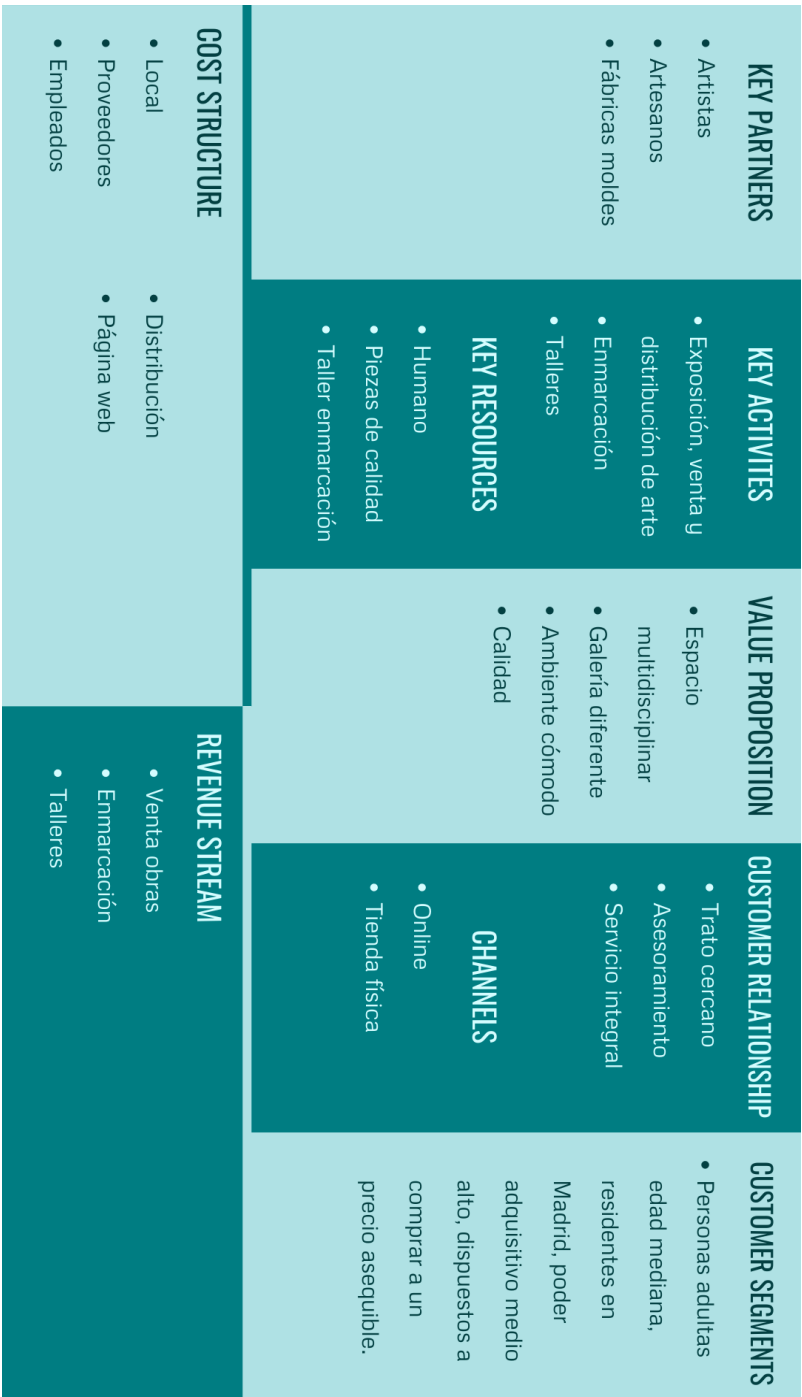 KEY PARTNERS
• Artistas
• Artesanos
• Fábricas moldes
KEY ACTIVITES
• Exposición, venta y
distribución de arte
• Enmarcación
• Talleres
KEY RESOURCES
• Humano
• Piezas de calidad
• Taller enmarcación
VALUE PROPOSITION
• Espacio
multidisciplinar
• Galería diferente
• Ambiente cómodo
• Calidad
CUSTOMER RELATIONSHIP
• Trato cercano
• Asesoramiento
• Servicio integral
CHANNELS
• Online
• Tienda física
CUSTOMER SEGMENTS
• Personas adultas
edad mediana,
residentes en
Madrid, poder
adquisitivo medio
alto, dispuestos a
comprar a un
precio asequible.
COST STRUCTURE
• Local
• Proveedores
• Empleados
• Distribución
• Página web
REVENUE STREAM
• Venta obras
• Enmarcación
• Talleres